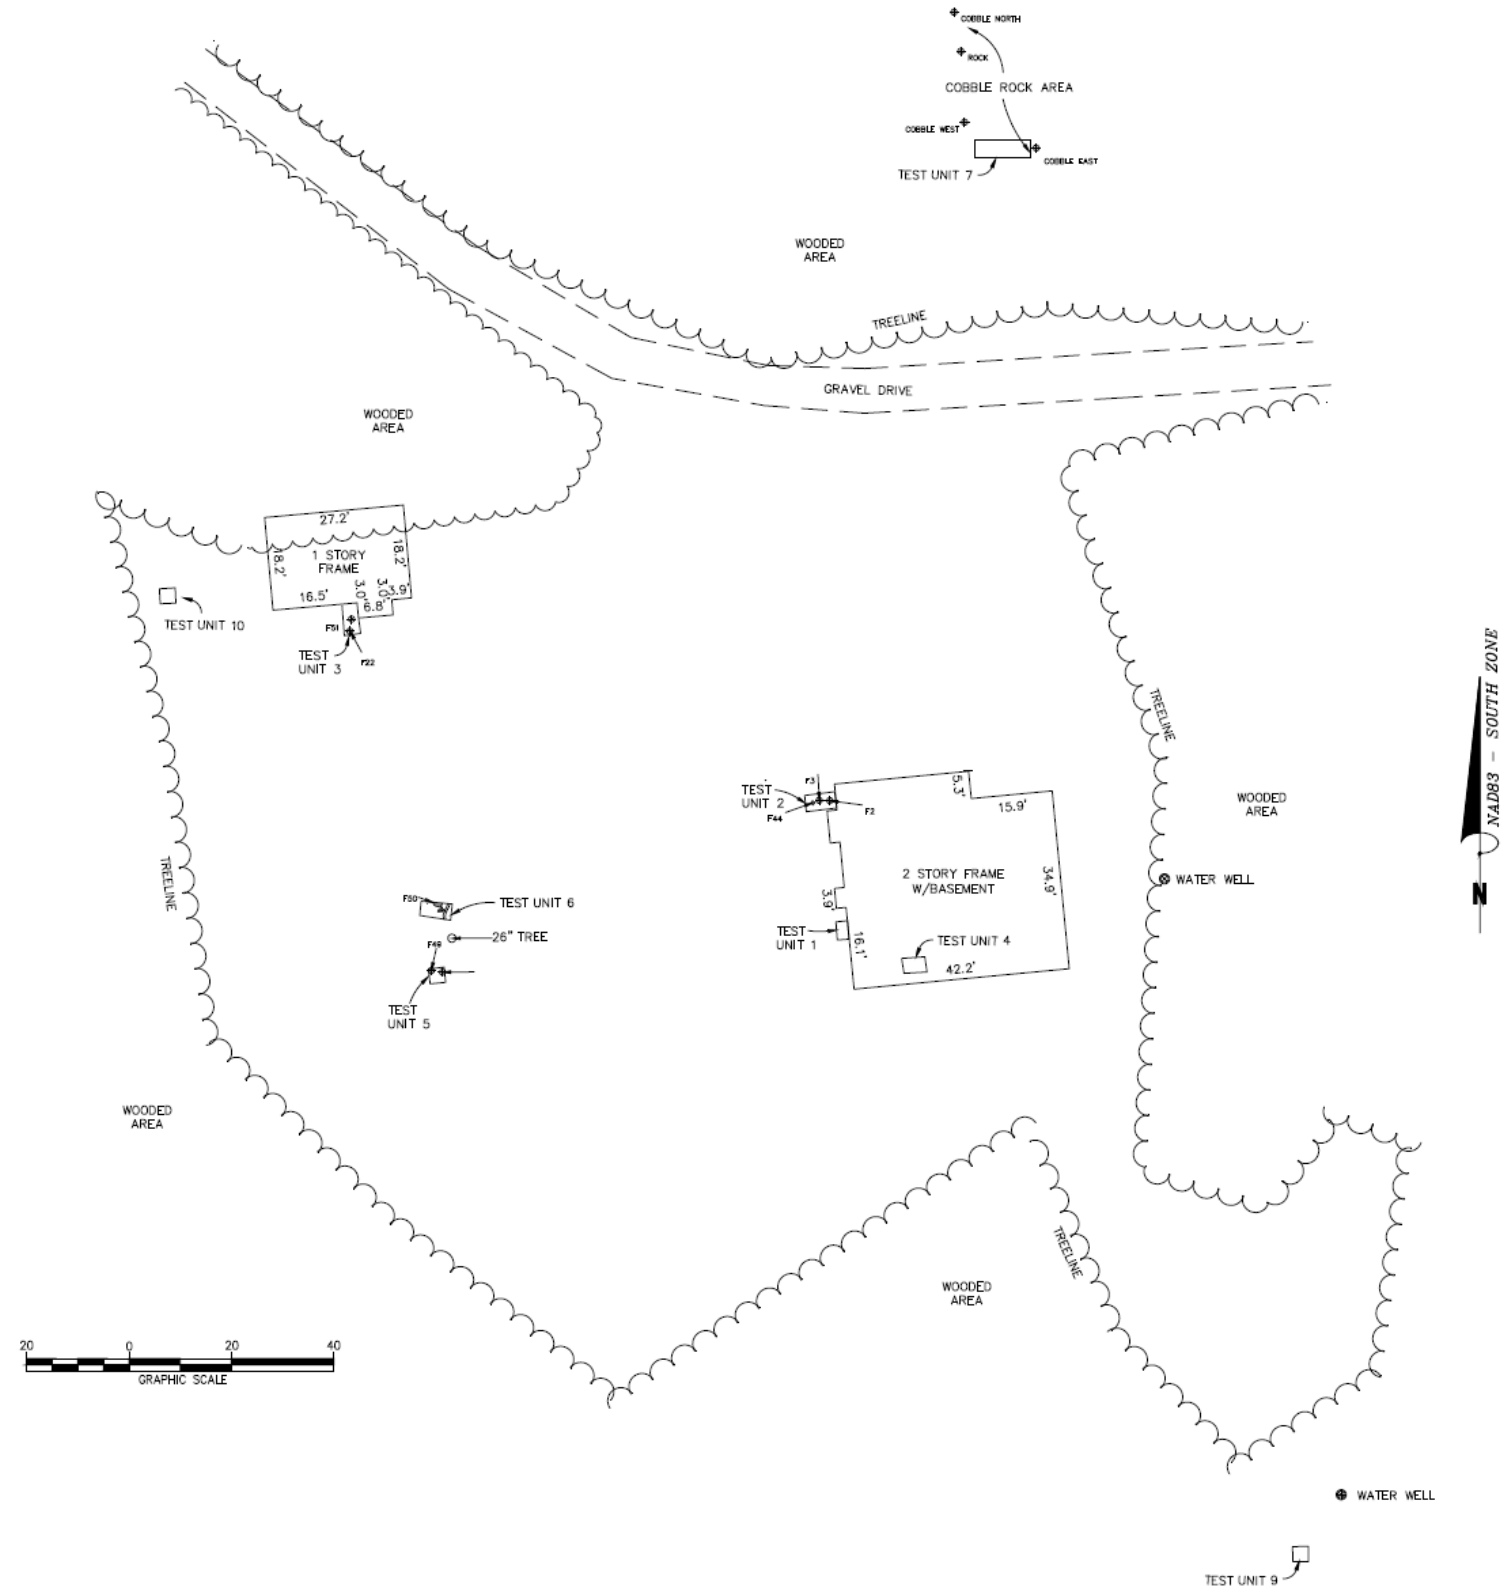 COBBLE NORTH
ROCK
COBBLE ROCK AREA
COBBLE WEST
COBBLE EAST
TEST UNIT 7
WOODED
AREA
TREELINE
GRAVEL DRIVE
WOODED
AREA
27.2'
18.2'
18.2'
1 STORY
FRAME
3.0'
3.0'
3.9'
16.5'
6.8'
TEST UNIT 10
F51
TEST
UNIT 3
F22
NAD83 - SOUTH ZONE
N
TREELINE
F3
TEST
UNIT 2
F44
F2
5.3'
15.9'
WOODED
AREA
2 STORY FRAME
W/BASEMENT
34.9'
WATER WELL
TREELINE
3.9'
F50
TEST UNIT 6
TEST
UNIT 1
16.1'
TEST UNIT 4
42.2'
26" TREE
F49
TEST
UNIT 5
WOODED
AREA
TREELINE
WOODED
AREA
20 0 20 40
GRAPHIC SCALE
WATER WELL
TEST UNIT 9